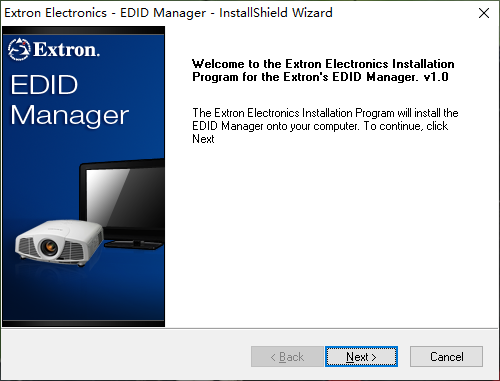 Extron Electronics - EDID Manager - InstallShield Wizard
Extron.
EDID
Manager
Welcome to the Extron Electronics Installation
Program for the Extron's EDID Manager. v1.0
The Extron Electronics Installation Program will install the
EDID Manager onto your computer. To continue, click
Next
< Back
Next >
Cancel